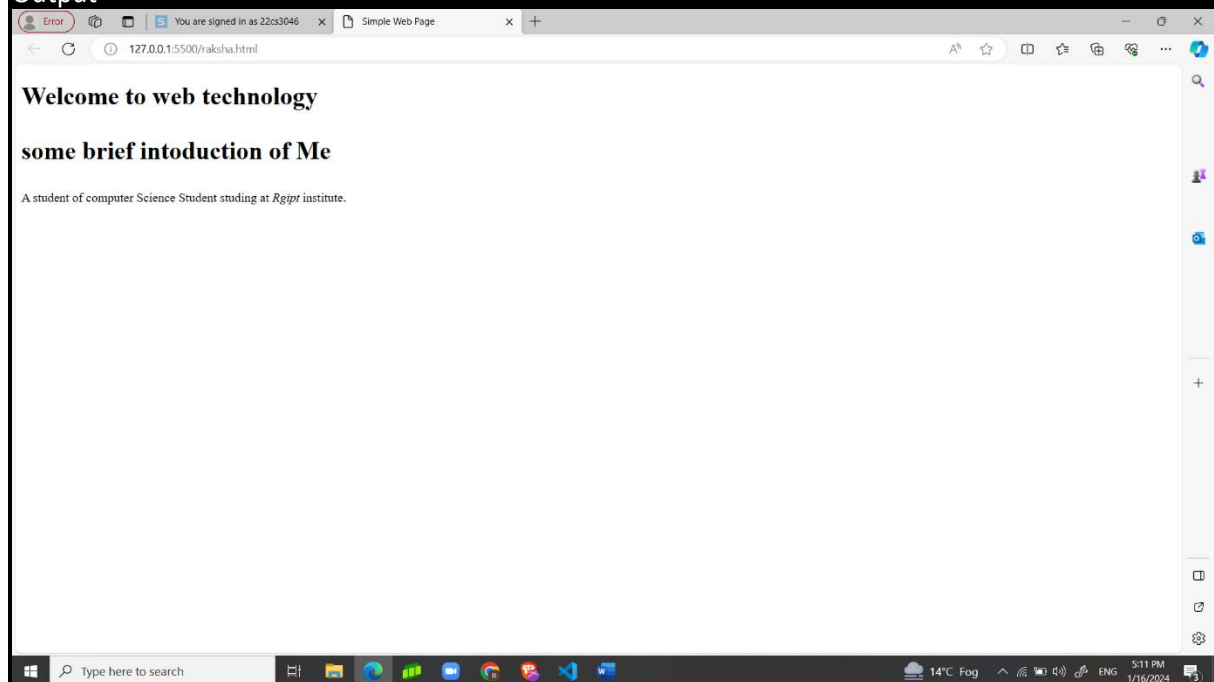 Output
Error
You are signed in as 22cs3046
Simple Web Page
127.0.0.1:5500/raksha.html
Welcome to web technology
some brief intoduction of Me
A student of computer Science Student studing at Rgipt institute.
Type here to search
14°C Fog
ENG
5:11 PM
1/16/2024